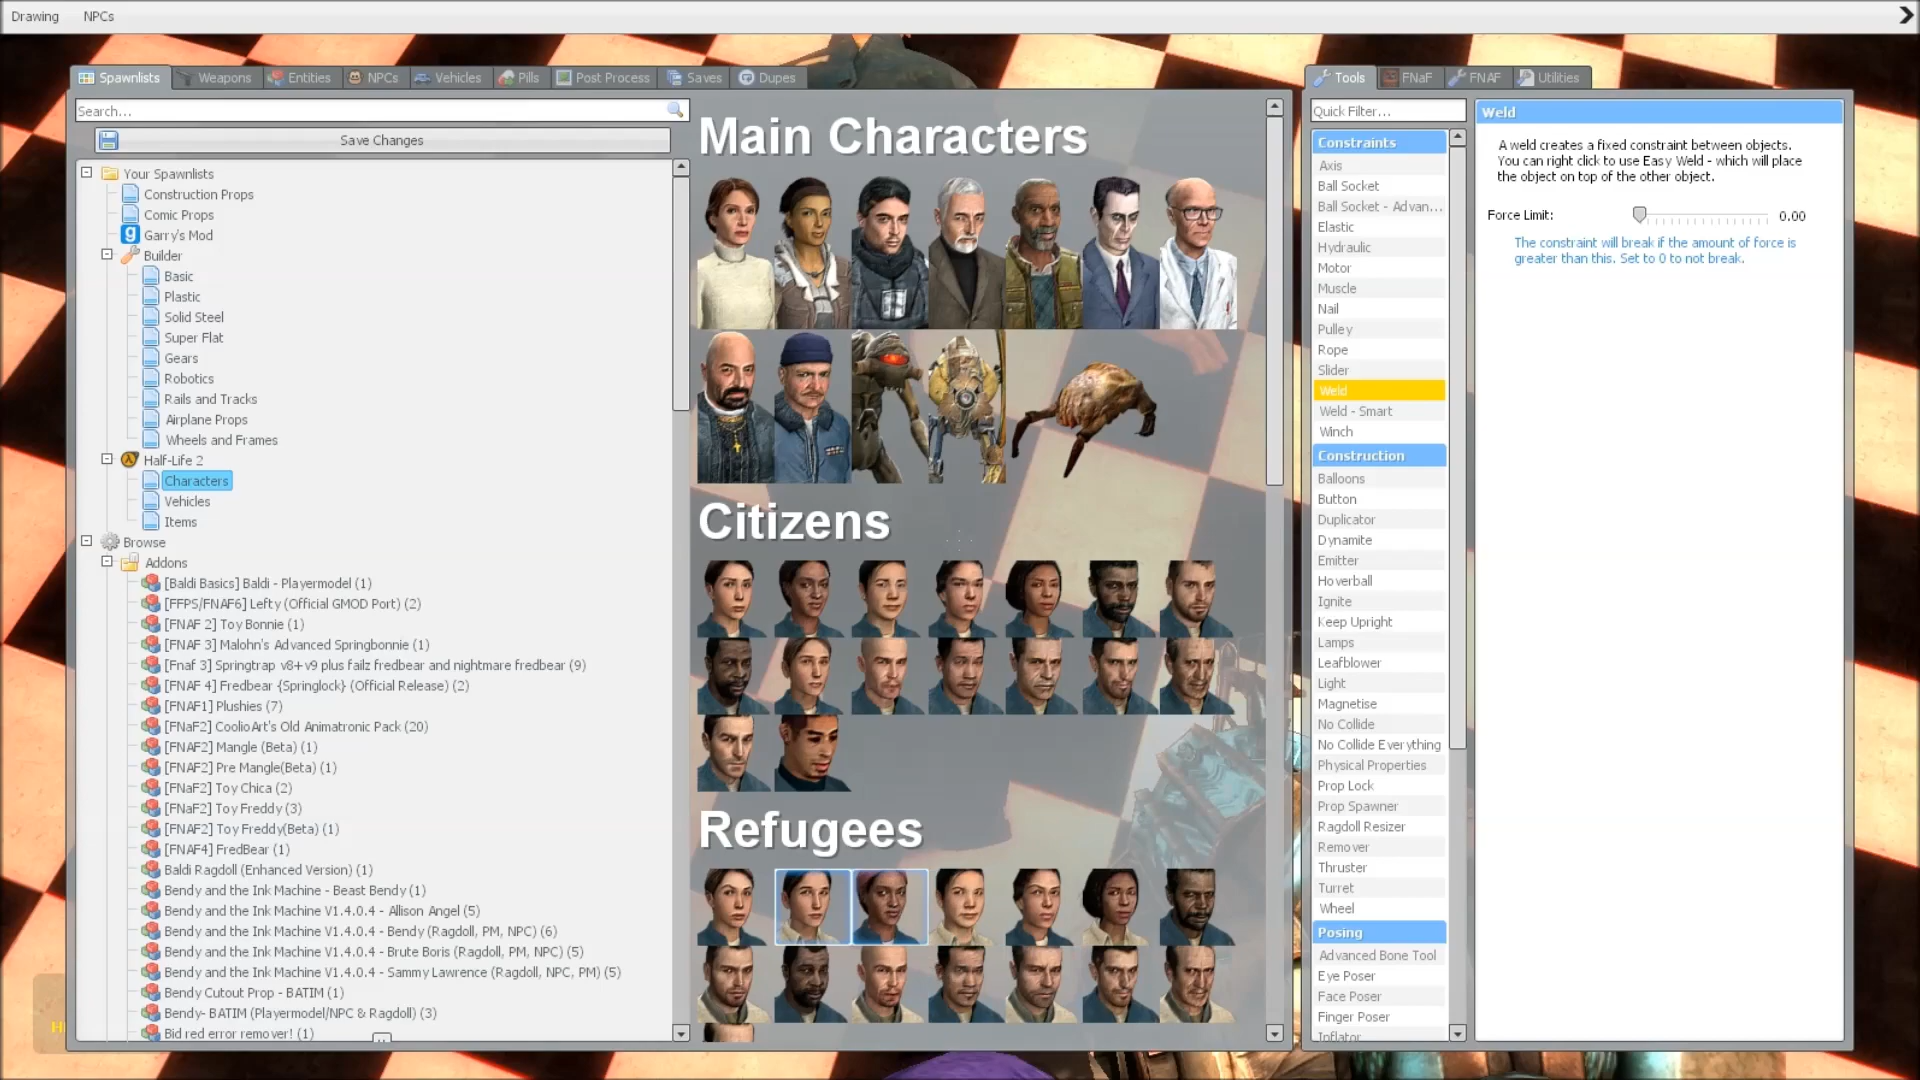 Drawing NPCs
Spawnlists Weapons Entities NPCs Vehicles Pills Post Process Saves Dupes
Search...
Save Changes
Your Spawnlists
Construction Props
Comic Props
Garry's Mod
Builder
Basic
Plastic
Solid Steel
Super Flat
Gears
Robotics
Rails and Tracks
Airplane Props
Wheels and Frames
Half-Life 2
Characters
Vehicles
Items
Browse
Addons
[Baldi Basics] Baldi - Playermodel (1)
[FFPS/FNAF6] Lefty (Official GMOD Port) (2)
[FNAF 2] Toy Bonnie (1)
[FNAF 3] Malohn's Advanced Springbonnie (1)
[Fnaf 3] Springtrap v8+v9 plus failz fredbear and nightmare fredbear (9)
[FNAF 4] Fredbear {Springlock} (Official Release) (2)
[FNAF1] Plushies (7)
[FNaF2] CoolioArt's Old Animatronic Pack (20)
[FNAF2] Mangle (Beta) (1)
[FNAF2] Pre Mangle(Beta) (1)
[FNaF2] Toy Chica (2)
[FNaF2] Toy Freddy (3)
[FNAF2] Toy Freddy(Beta) (1)
[FNAF4] FredBear (1)
Baldi Ragdoll (Enhanced Version) (1)
Bendy and the Ink Machine - Beast Bendy (1)
Bendy and the Ink Machine V1.4.0.4 - Allison Angel (5)
Bendy and the Ink Machine V1.4.0.4 - Bendy (Ragdoll, PM, NPC) (6)
Bendy and the Ink Machine V1.4.0.4 - Brute Boris (Ragdoll, PM, NPC) (5)
Bendy and the Ink Machine V1.4.0.4 - Sammy Lawrence (Ragdoll, NPC, PM) (5)
Bendy Cutout Prop - BATIM (1)
Bendy- BATIM (Playermodel/NPC & Ragdoll) (3)
Bid red error remover! (1)
Main Characters
Citizens
Refugees
Tools FNaF FNAF Utilities
Quick Filter...
Constraints
Axis
Ball Socket
Ball Socket - Advan...
Elastic
Hydraulic
Motor
Muscle
Nail
Pulley
Rope
Slider
Weld
Weld - Smart
Winch
Construction
Balloons
Button
Duplicator
Dynamite
Emitter
Hoverball
Ignite
Keep Upright
Lamps
Leafblower
Light
Magnetise
No Collide
No Collide Everything
Physical Properties
Prop Lock
Prop Spawner
Ragdoll Resizer
Remover
Thruster
Turret
Wheel
Posing
Advanced Bone Tool
Eye Poser
Face Poser
Finger Poser
Inflator
Weld
A weld creates a fixed constraint between objects.
You can right click to use Easy Weld - which will place
the object on top of the other object.
Force Limit: 0.00
The constraint will break if the amount of force is
greater than this. Set to 0 to not break.